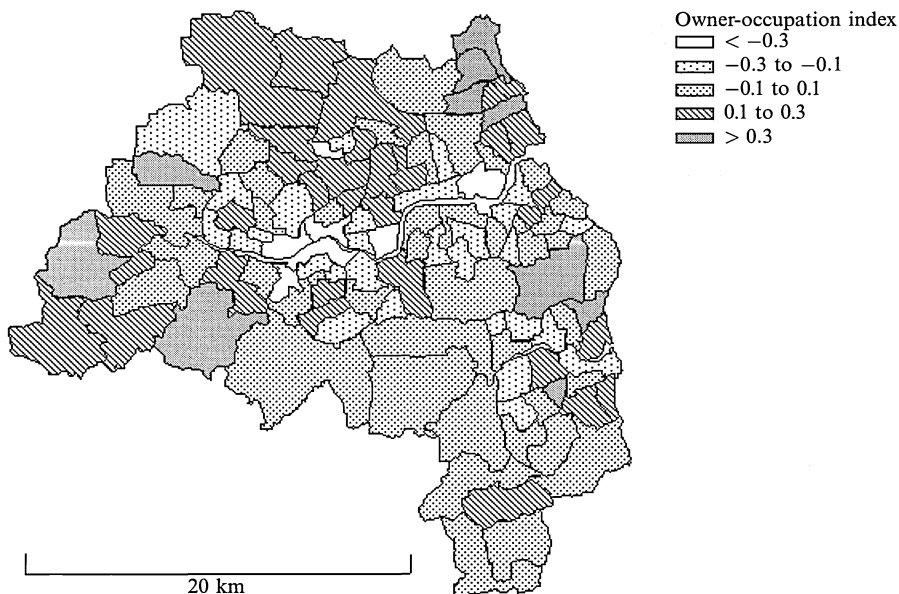 Owner-occupation index
< −0.3
−0.3 to −0.1
−0.1 to 0.1
0.1 to 0.3
> 0.3
20 km